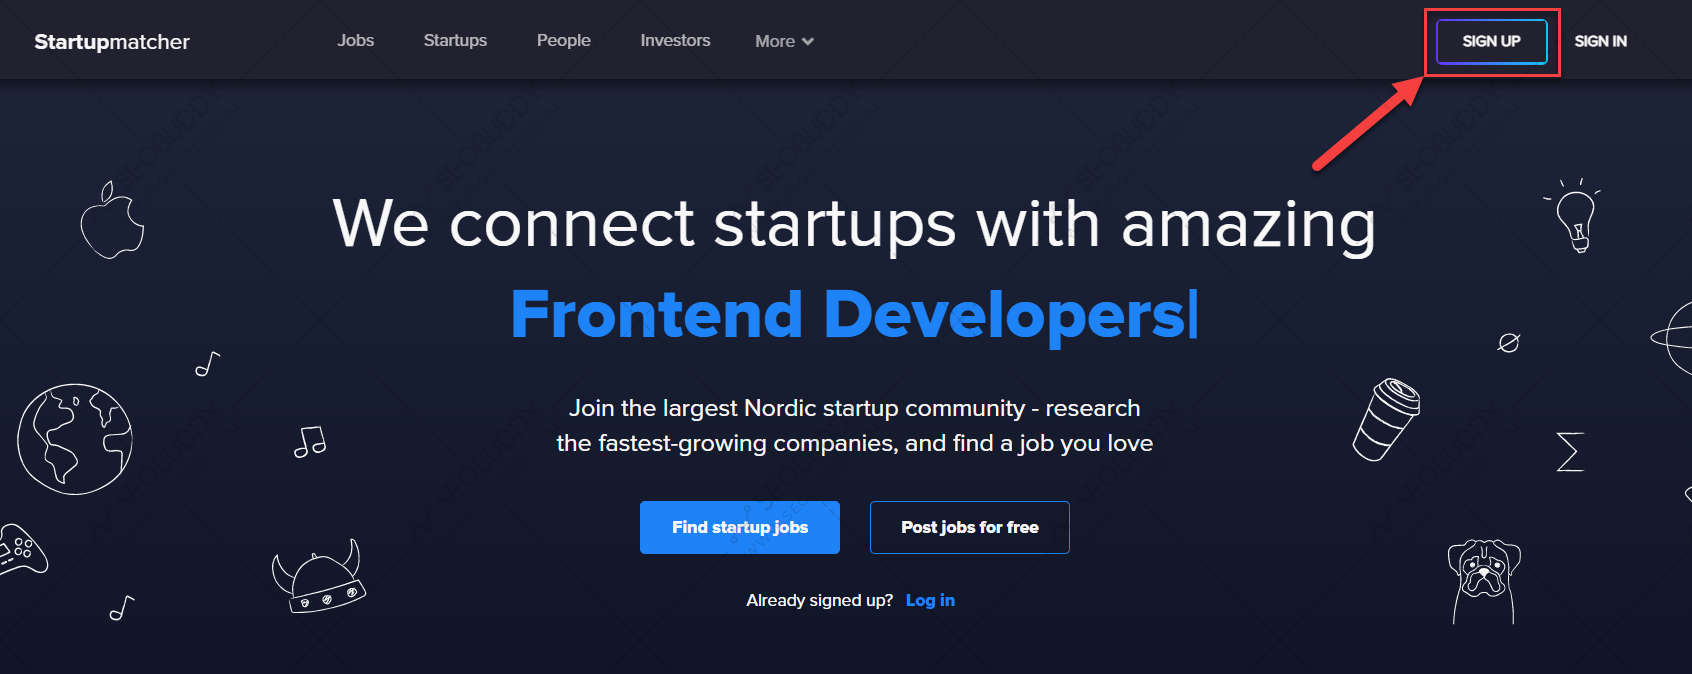 Startupmatcher
Jobs
Startups
People
Investors
More
SIGN UP
SIGN IN
We connect startups with amazing
Frontend Developers|
Join the largest Nordic startup community - research
the fastest-growing companies, and find a job you love
Find startup jobs
Post jobs for free
Already signed up? Log in
SEOBUDDY